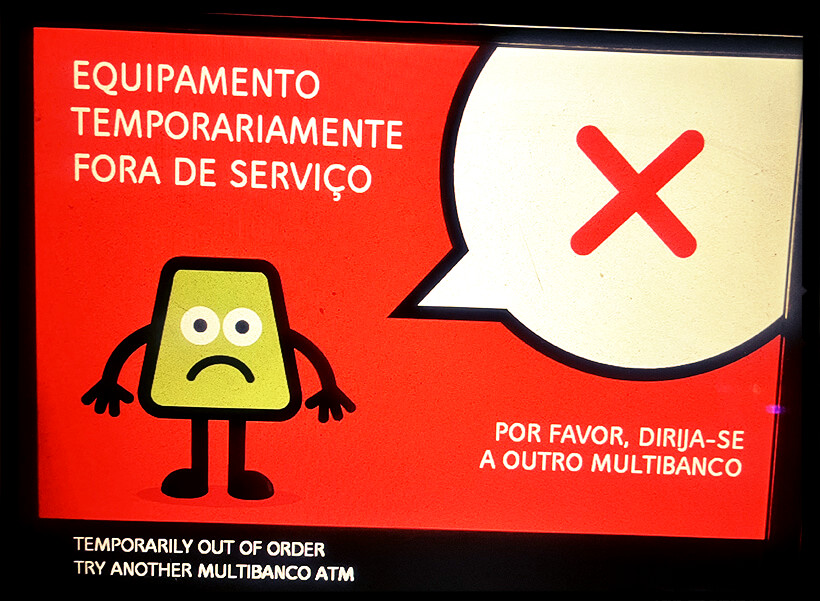 EQUIPAMENTO
TEMPORARIAMENTE
FORA DE SERVIÇO
POR FAVOR, DIRIJA-SE
A OUTRO MULTIBANCO
TEMPORARILY OUT OF ORDER
TRY ANOTHER MULTIBANCO ATM